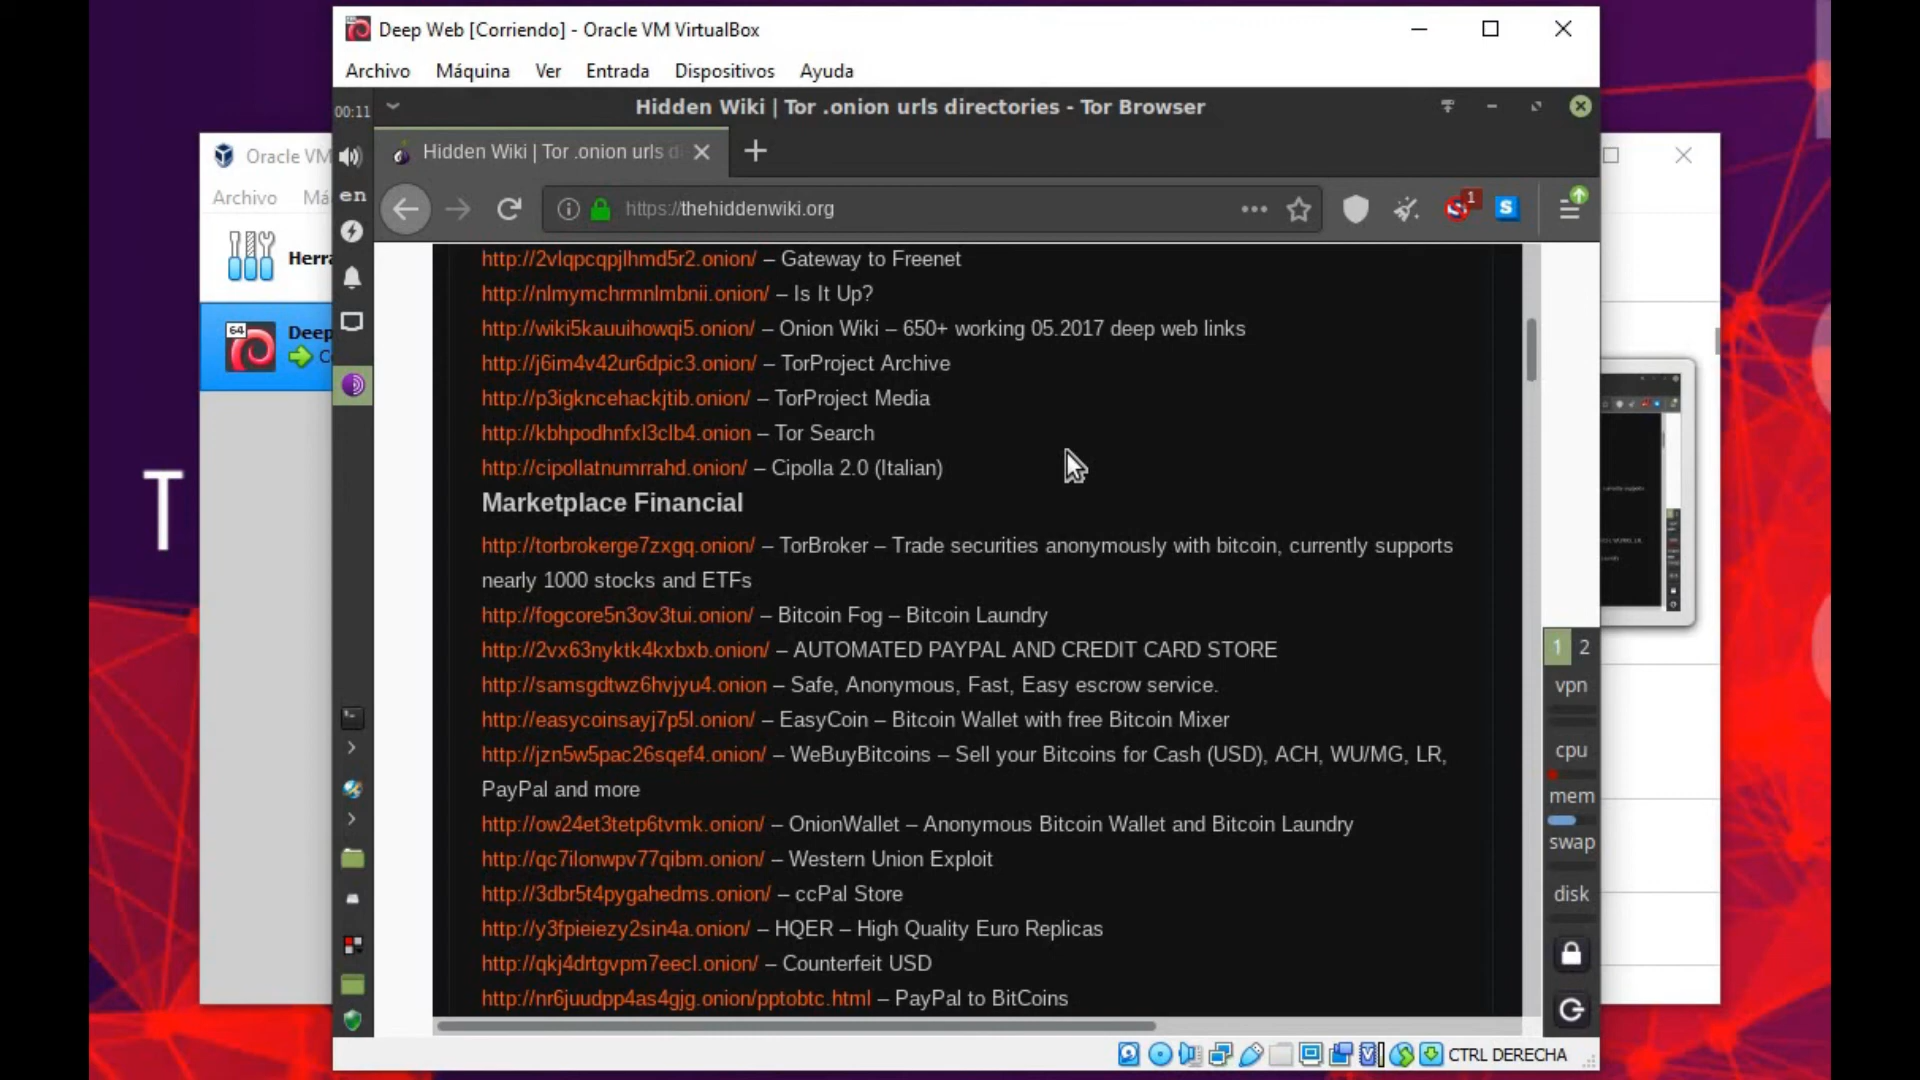 Deep Web [Corriendo] - Oracle VM VirtualBox
Archivo Máquina Ver Entrada Dispositivos Ayuda
00:11
Hidden Wiki | Tor .onion urls directories - Tor Browser
Oracle VM
Hidden Wiki | Tor .onion urls d
en
Archivo
https://thehiddenwiki.org
1
S
64
http://2vlqpcqpjlhmd5r2.onion/ – Gateway to Freenet
http://nlmymchrmnlmbnii.onion/ – Is It Up?
http://wiki5kauuihowqi5.onion/ – Onion Wiki – 650+ working 05.2017 deep web links
http://j6im4v42ur6dpic3.onion/ – TorProject Archive
http://p3igkncehackjtib.onion/ – TorProject Media
http://kbhpodhnfxl3clb4.onion – Tor Search
http://cipollatnumrrahd.onion/ – Cipolla 2.0 (Italian)
Marketplace Financial
http://torbrokerge7zxgq.onion/ – TorBroker – Trade securities anonymously with bitcoin, currently supports
nearly 1000 stocks and ETFs
http://fogcore5n3ov3tui.onion/ – Bitcoin Fog – Bitcoin Laundry
http://2vx63nyktk4kxbxb.onion/ – AUTOMATED PAYPAL AND CREDIT CARD STORE
http://samsgdtwz6hvjyu4.onion – Safe, Anonymous, Fast, Easy escrow service.
http://easycoinsayj7p5l.onion/ – EasyCoin – Bitcoin Wallet with free Bitcoin Mixer
http://jzn5w5pac26sqef4.onion/ – WeBuyBitcoins – Sell your Bitcoins for Cash (USD), ACH, WU/MG, LR,
PayPal and more
http://ow24et3tetp6tvmk.onion/ – OnionWallet – Anonymous Bitcoin Wallet and Bitcoin Laundry
http://qc7ilonwpv77qibm.onion/ – Western Union Exploit
http://3dbr5t4pygahedms.onion/ – ccPal Store
http://y3fpieiezy2sin4a.onion/ – HQER – High Quality Euro Replicas
http://qkj4drtgvpm7eecl.onion/ – Counterfeit USD
http://nr6juudpp4as4gjg.onion/pptobtc.html – PayPal to BitCoins
1 2
vpn
cpu
mem
swap
disk
CTRL DERECHA
Deep
T